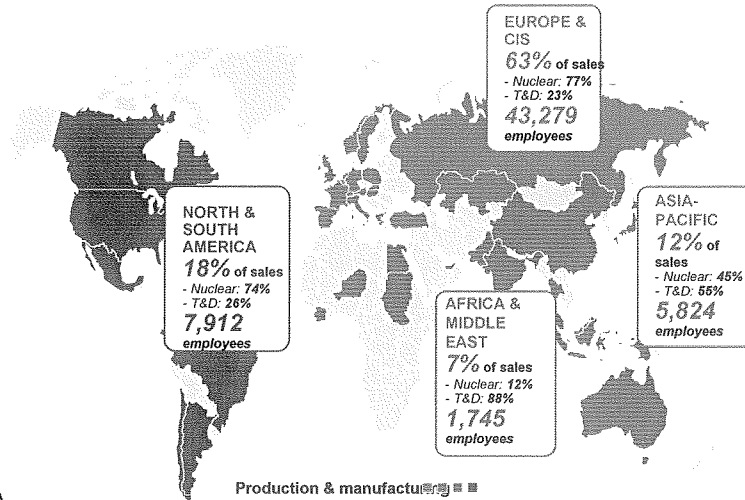 EUROPE &
CIS
63% of sales
- Nuclear: 77%
- T&D: 23%
43,279
employees
NORTH &
SOUTH
AMERICA
18% of sales
- Nuclear: 74%
- T&D: 26%
7,912
employees
ASIA-
PACIFIC
12% of
sales
- Nuclear: 45%
- T&D: 55%
5,824
employees
AFRICA &
MIDDLE
EAST
7% of sales
- Nuclear: 12%
- T&D: 88%
1,745
employees
Production & manufacturing